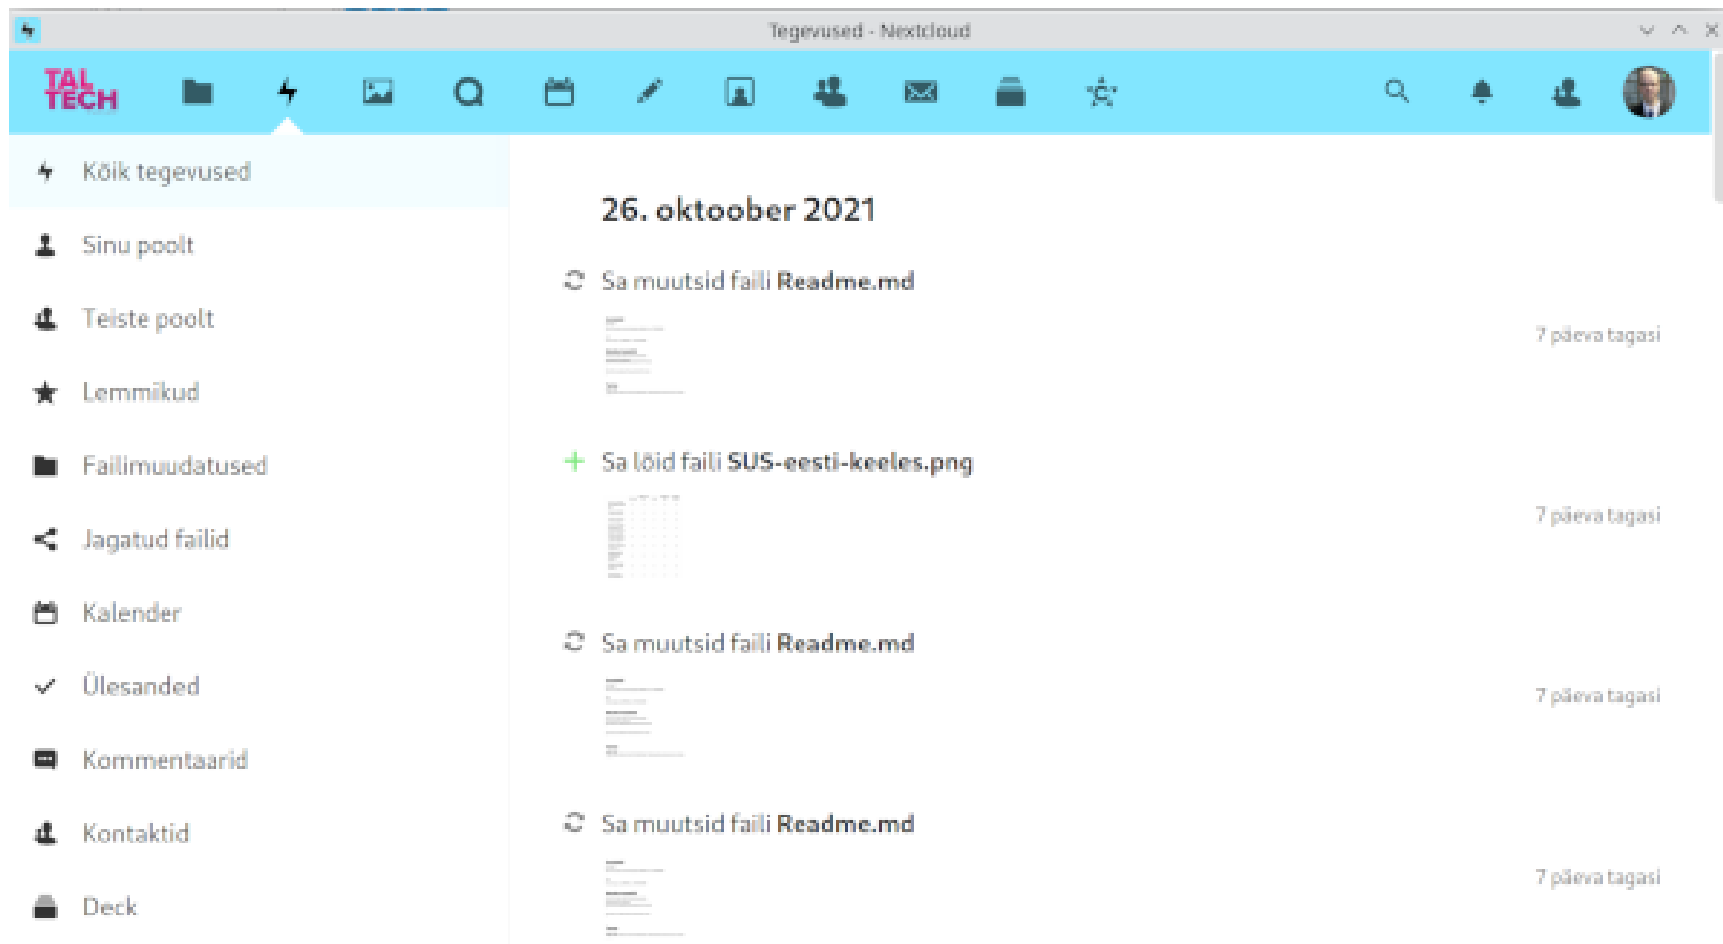 Tegevused - Nextcloud
TAL
TECH
Kõik tegevused
Sinu poolt
Teiste poolt
Lemmikud
Failimuudatused
Jagatud failid
Kalender
Ülesanded
Kommentaarid
Kontaktid
Deck
26. oktoober 2021
Sa muutsid faili Readme.md
7 päeva tagasi
Sa lõid faili SUS-eesti-keeles.png
7 päeva tagasi
Sa muutsid faili Readme.md
7 päeva tagasi
Sa muutsid faili Readme.md
7 päeva tagasi